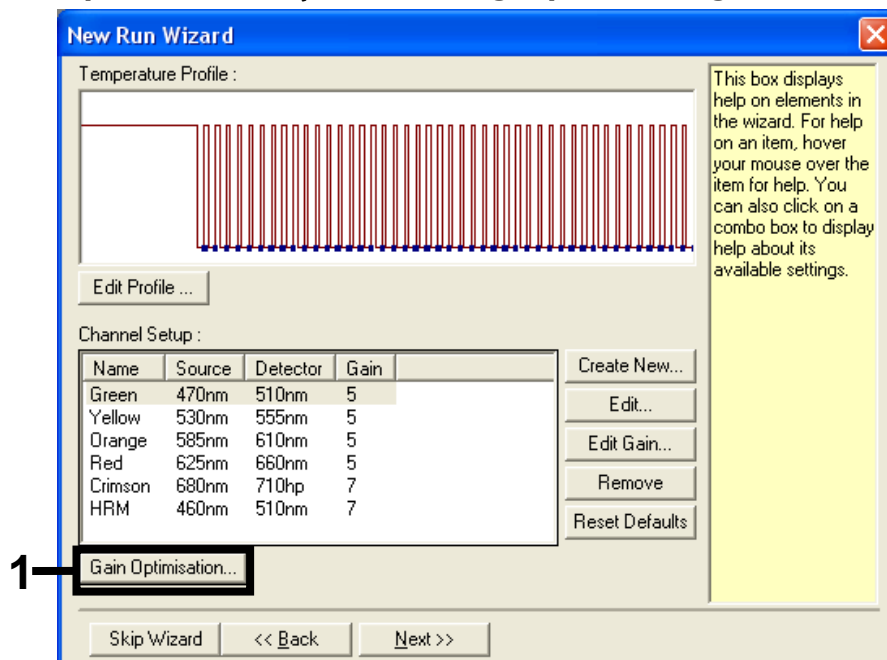 New Run Wizard
Temperature Profile :
This box displays
help on elements in
the wizard. For help
on an item, hover
your mouse over the
item for help. You
can also click on a
combo box to display
help about its
available settings.
Edit Profile ...
Channel Setup :
Name Source Detector Gain
Green 470nm 510nm 5
Yellow 530nm 555nm 5
Orange 585nm 610nm 5
Red 625nm 660nm 5
Crimson 680nm 710hp 7
HRM 460nm 510nm 7
Create New...
Edit...
Edit Gain...
Remove
Reset Defaults
1
Gain Optimisation...
Skip Wizard << Back Next >>